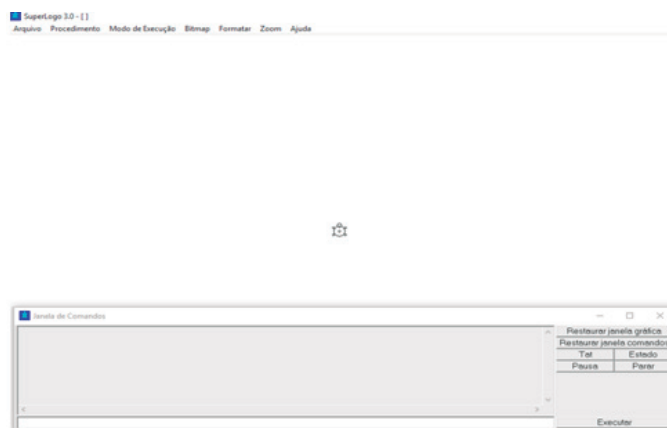 SuperLogo 3.0 - [ ]
Arquivo Procedimento Modo de Execução Bitmap Formatar Zoom Ajuda
Janela de Comandos
Restaurar janela gráfica
Restaurar janela comandos
Tat Estado
Pausa Parar
Executar